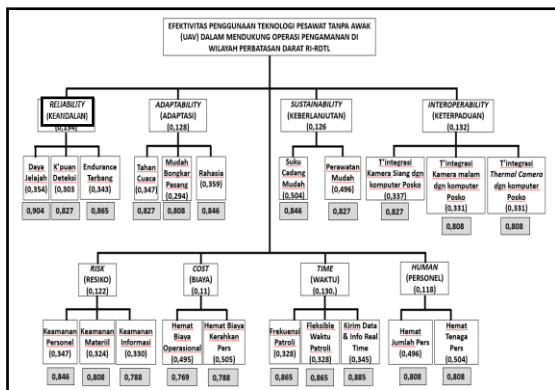 EFEKTIVITAS PENGGUNAAN TEKNOLOGI PESAWAT TANPA AWAK
(UAV) DALAM MENDUKUNG OPERASI PENGAMANAN DI
WILAYAH PERBATASAN DARAT RI-RDTL
RELIABILITY
(KEANDALAN)
(0,134)
ADAPTABILITY
(ADAPTASI)
(0,128)
SUSTAINABILITY
(KEBERLANJUTAN)
(0,126
INTEROPERABILITY
(KETERPADUAN)
(0,132)
Daya
Jelajah
(0,354)
K'puan
Deteksi
(0,303
Endurance
Terbang
(0,343)
Tahan
Cuaca
(0,347)
Mudah
Bongkar
Pasang
(0,294)
Rahasia
(0,359)
Suku
Cadang
Mudah
(0,504)
Perawatan
Mudah
(0,496)
T'integrasi
Kamera Siang dgn
komputer Posko
(0,337)
T'integrasi
Kamera malam dgn
komputer Posko
(0,331)
T'integrasi
Thermal Camera
dgn komputer
Posko
(0,331)
0,904
0,827
0,865
0,827
0,808
0,846
0,846
0,827
0,827
0,808
0,808
RISK
(RESIKO)
(0,122)
COST
(BIAYA)
(0,11)
TIME
(WAKTU)
(0,130.)
HUMAN
(PERSONEL)
(0,118)
Keamanan
Personel
(0,347)
Keamanan
Materiil
(0,324)
Keamanan
Informasi
(0,330)
Hemat
Biaya
Operasional
(0,495)
Hemat Biaya
Kerahkan
Pers
(0,505)
Frekuensi
Patroli
(0,328)
Fleksible
Waktu
Patroli
(0,328)
Kirim Data
& Info Real
Time
(0,345)
Hemat
Jumlah Pers
(0,496)
Hemat
Tenaga
Pers
(0,504)
0,846
0,808
0,788
0,769
0,788
0,865
0,865
0,885
0,808
0,808